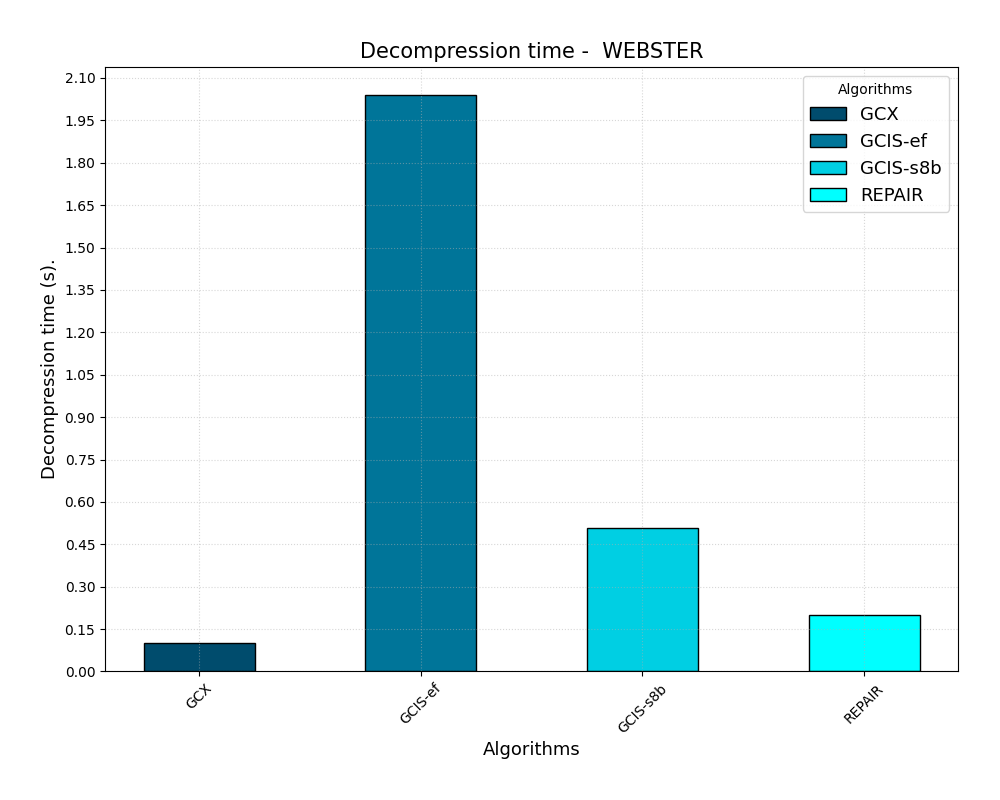 Decompression time -  WEBSTER
Algorithms
GCX
GCIS-ef
GCIS-s8b
REPAIR
Decompression time (s).
2.10
1.95
1.80
1.65
1.50
1.35
1.20
1.05
0.90
0.75
0.60
0.45
0.30
0.15
0.00
GCX
GCIS-ef
GCIS-s8b
REPAIR
Algorithms